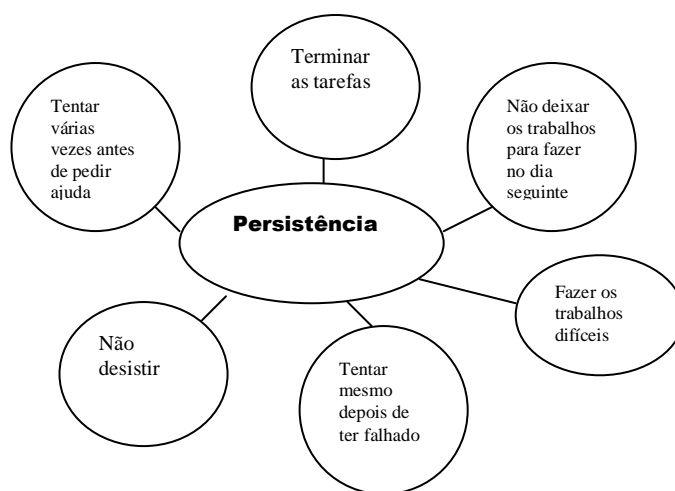 Terminar
as tarefas
Tentar
várias
vezes antes
de pedir
ajuda
Não deixar
os trabalhos
para fazer
no dia
seguinte
Persistência
Fazer os
trabalhos
difíceis
Não
desistir
Tentar
mesmo
depois de
ter falhado